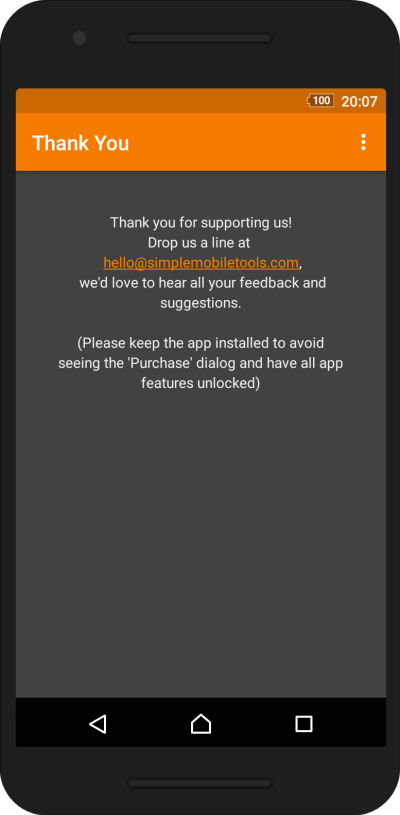 100 20:07
Thank You
Thank you for supporting us!
Drop us a line at
hello@simplemobiletools.com,
we'd love to hear all your feedback and
suggestions.
(Please keep the app installed to avoid
seeing the 'Purchase' dialog and have all app
features unlocked)